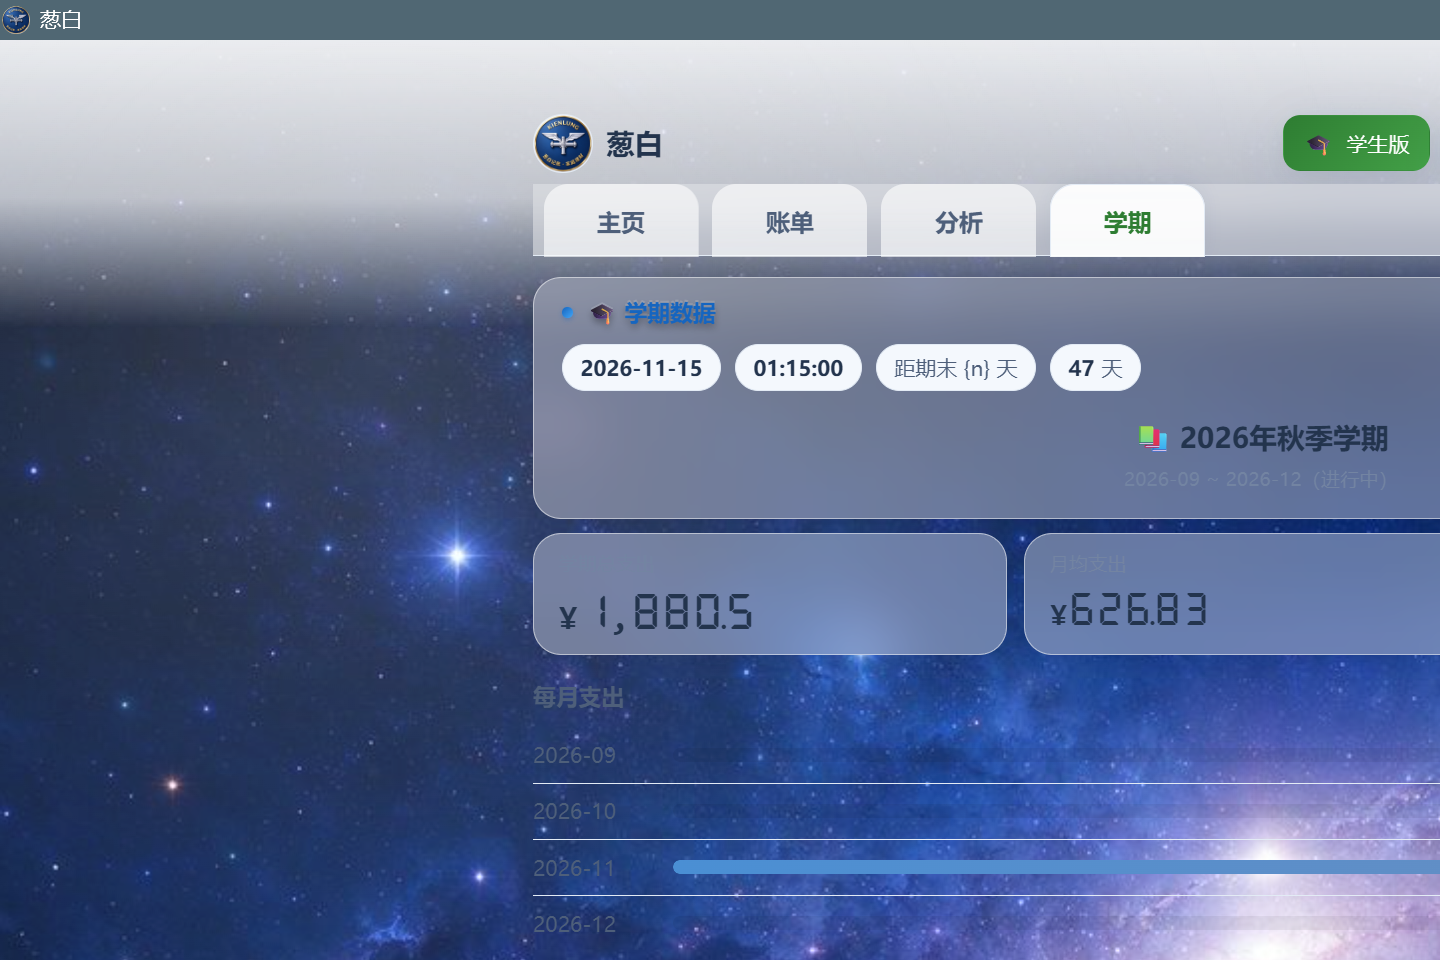 葱白
葱白
学生版
主页 账单 分析 学期
学期数据
2026-11-15 01:15:00 距期末 {n} 天 47 天
2026年秋季学期
2026-09 ~ 2026-12 (进行中)
月均支出
¥ 1,880.5
¥626.83
每月支出
2026-09
2026-10
2026-11
2026-12